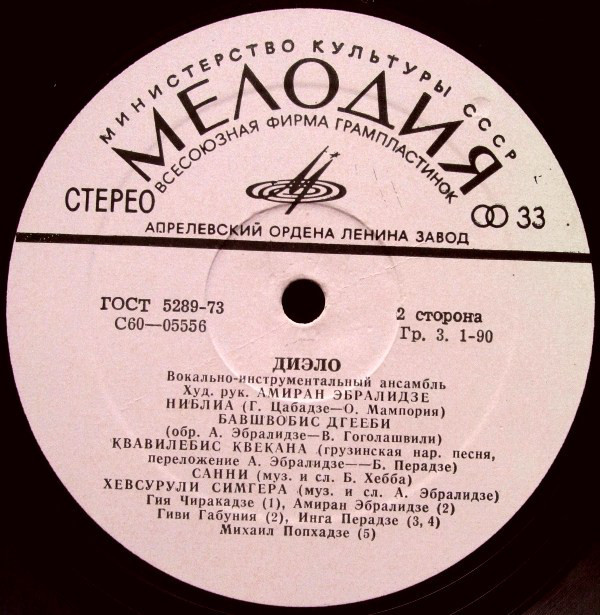 МИНИСТЕРСТВО КУЛЬТУРЫ СССР
МЕЛОДИЯ
ВСЕСОЮЗНАЯ ФИРМА ГРАМПЛАСТИНОК
СТЕРЕО
33
АПРЕЛЕВСКИЙ ОРДЕНА ЛЕНИНА ЗАВОД
ГОСТ 5289-73
С60—05556
2 сторона
Гр. 3. 1-90
ДИЭЛО
Вокально-инструментальный ансамбль
Худ. рук. АМИРАН ЭБРАЛИДЗЕ
НИБЛИА (Г. Цабадзе—О. Мампория)
БАВШВОБИС ДГЕЕБИ
(обр. А. Эбралидзе—В. Гоголашвили)
КВАВИЛЕБИС КВЕКАНА (грузинская нар. песня,
переложение А. Эбралидзе——Б. Перадзе)
САННИ (муз. и сл. Б. Хебба)
ХЕВСУРУЛИ СИМГЕРА (муз. и сл. А. Эбралидзе)
Гия Чиракадзе (1), Амиран Эбралидзе (2)
Гиви Габуния (2), Инга Перадзе (3, 4)
Михаил Попхадзе (5)